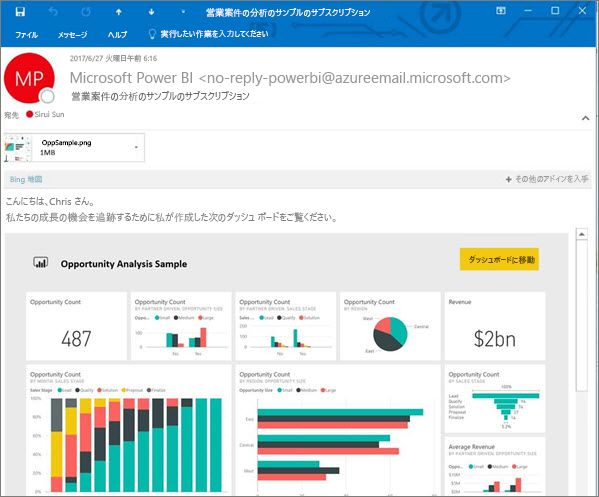 営業案件の分析のサンプルのサブスクリプション
ファイル メッセージ ヘルプ 実行したい作業を入力してください
2017/6/27 火曜日午前 6:16
MP
Microsoft Power BI <no-reply-powerbi@azureemail.microsoft.com>
営業案件の分析のサンプルのサブスクリプション
宛先 Sirui Sun
OppSample.png
1MB
Bing 地図
+ その他のアドインを入手
こんにちは、Chris さん。
私たちの成長の機会を追跡するために私が作成した次のダッシュ ボードをご覧ください。
Opportunity Analysis Sample
ダッシュボードに移動
Opportunity Count
487
Opportunity Count
BY PARTNER DRIVEN, OPPORTUNITY SIZE
Oppo... Small Medium Large
100
50
0
No Yes
Opportunity Count
BY PARTNER DRIVEN, SALES STAGE
Sales ... Lead Qualify Solution
200
100
0
No Yes
Opportunity Count
BY REGION
West
Central
East
Revenue
$2bn
Opportunity Count
BY MONTH, SALES STAGE
Sales Stage Lead Qualify Solution Proposal Finalize
100%
80%
60%
40%
20%
0%
Opportunity Count
BY REGION, OPPORTUNITY SIZE
Opportunity Size Small Medium Large
East
Central
West
Opportunity Count
BY SALES STAGE
100%
Lead
Qualify
Solution
Proposal
Finalize
5.2%
Average Revenue
BY PARTNER DRIVEN, OPPORTUNITY SIZE
Oppo... Small Medium Large
$10M
$5M